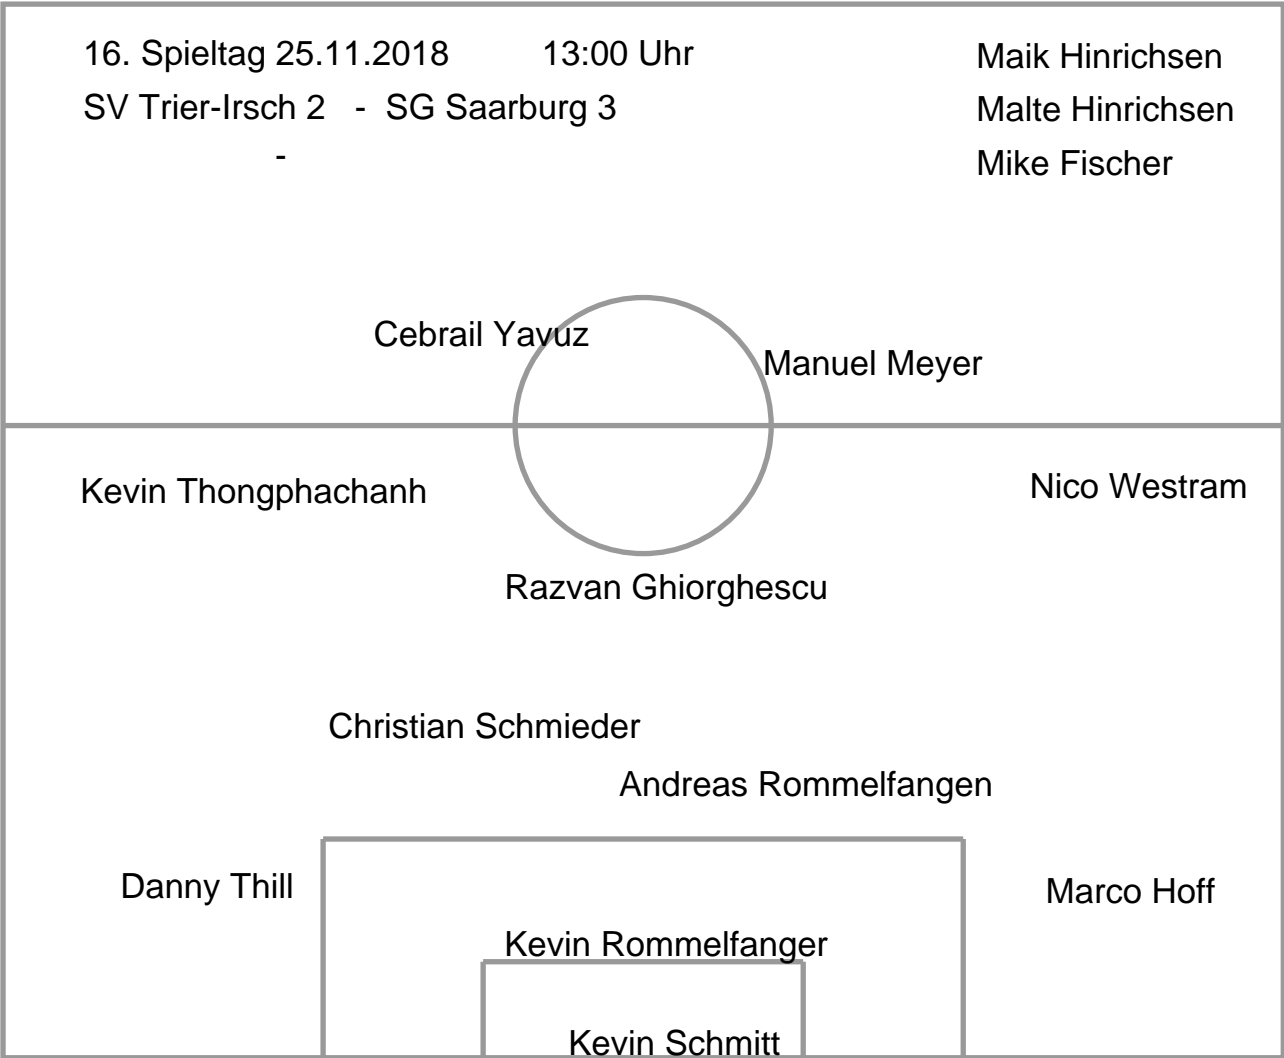 16. Spieltag 25.11.2018 13:00 Uhr
SV Trier-Irsch 2 - SG Saarburg 3
-
Maik Hinrichsen
Malte Hinrichsen
Mike Fischer
Cebrail Yavuz
Manuel Meyer
Kevin Thongphachanh
Nico Westram
Razvan Ghiorghescu
Christian Schmieder
Andreas Rommelfangen
Danny Thill
Marco Hoff
Kevin Rommelfanger
Kevin Schmitt